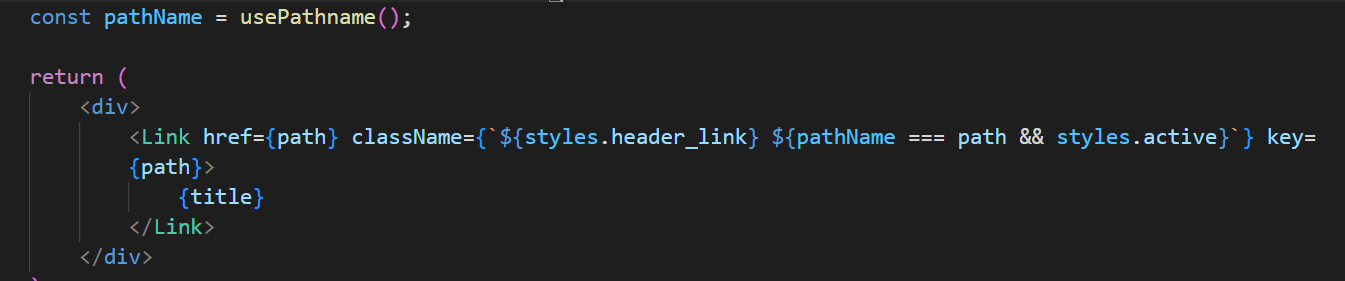 const pathName = usePathname();
return (
<div>
<Link href={path} className={`${styles.header_link} ${pathName === path && styles.active}`} key=
{path}>
{title}
</Link>
</div>